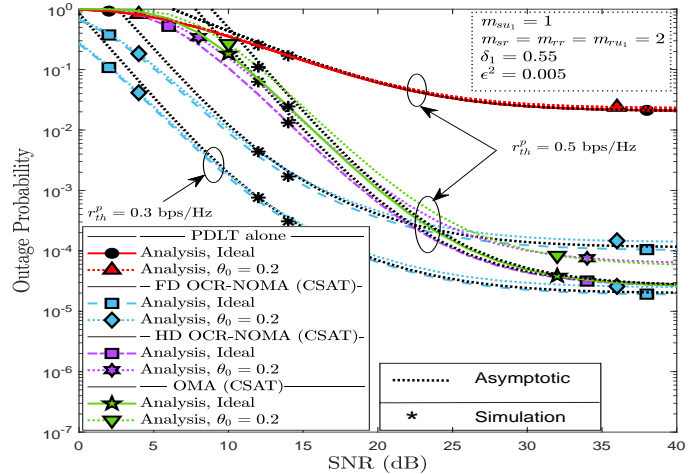 10^0
10^-1
10^-2
10^-3
10^-4
10^-5
10^-6
10^-7
Outage Probability
m_{su_1} = 1
m_{sr} = m_{rr} = m_{ru_1} = 2
δ_1 = 0.55
ϵ^2 = 0.005
r_{th}^p = 0.5 bps/Hz
r_{th}^p = 0.3 bps/Hz
PDLT alone
Analysis, Ideal
Analysis, θ_0 = 0.2
FD OCR-NOMA (CSAT)
Analysis, Ideal
Analysis, θ_0 = 0.2
HD OCR-NOMA (CSAT)
Analysis, Ideal
Analysis, θ_0 = 0.2
OMA (CSAT)
Analysis, Ideal
Analysis, θ_0 = 0.2
Asymptotic
* Simulation
0 5 10 15 20 25 30 35 40
SNR (dB)